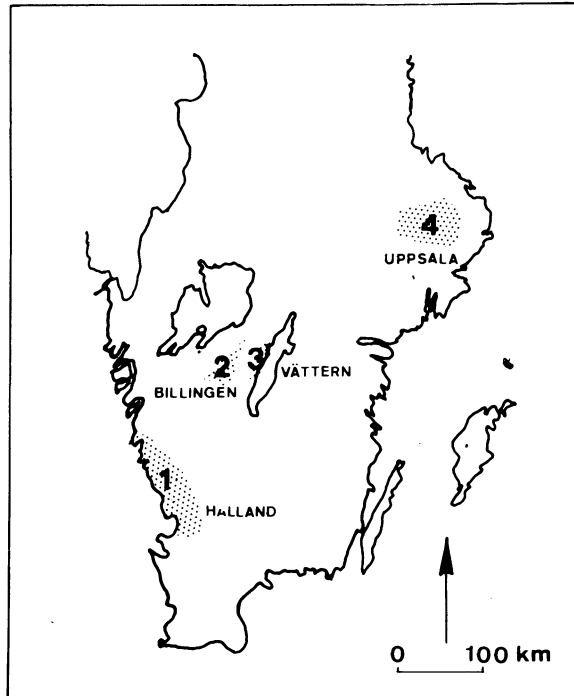 4
UPPSALA
3
2
VÄTTERN
BILLINGEN
1
HALLAND
0 100 km